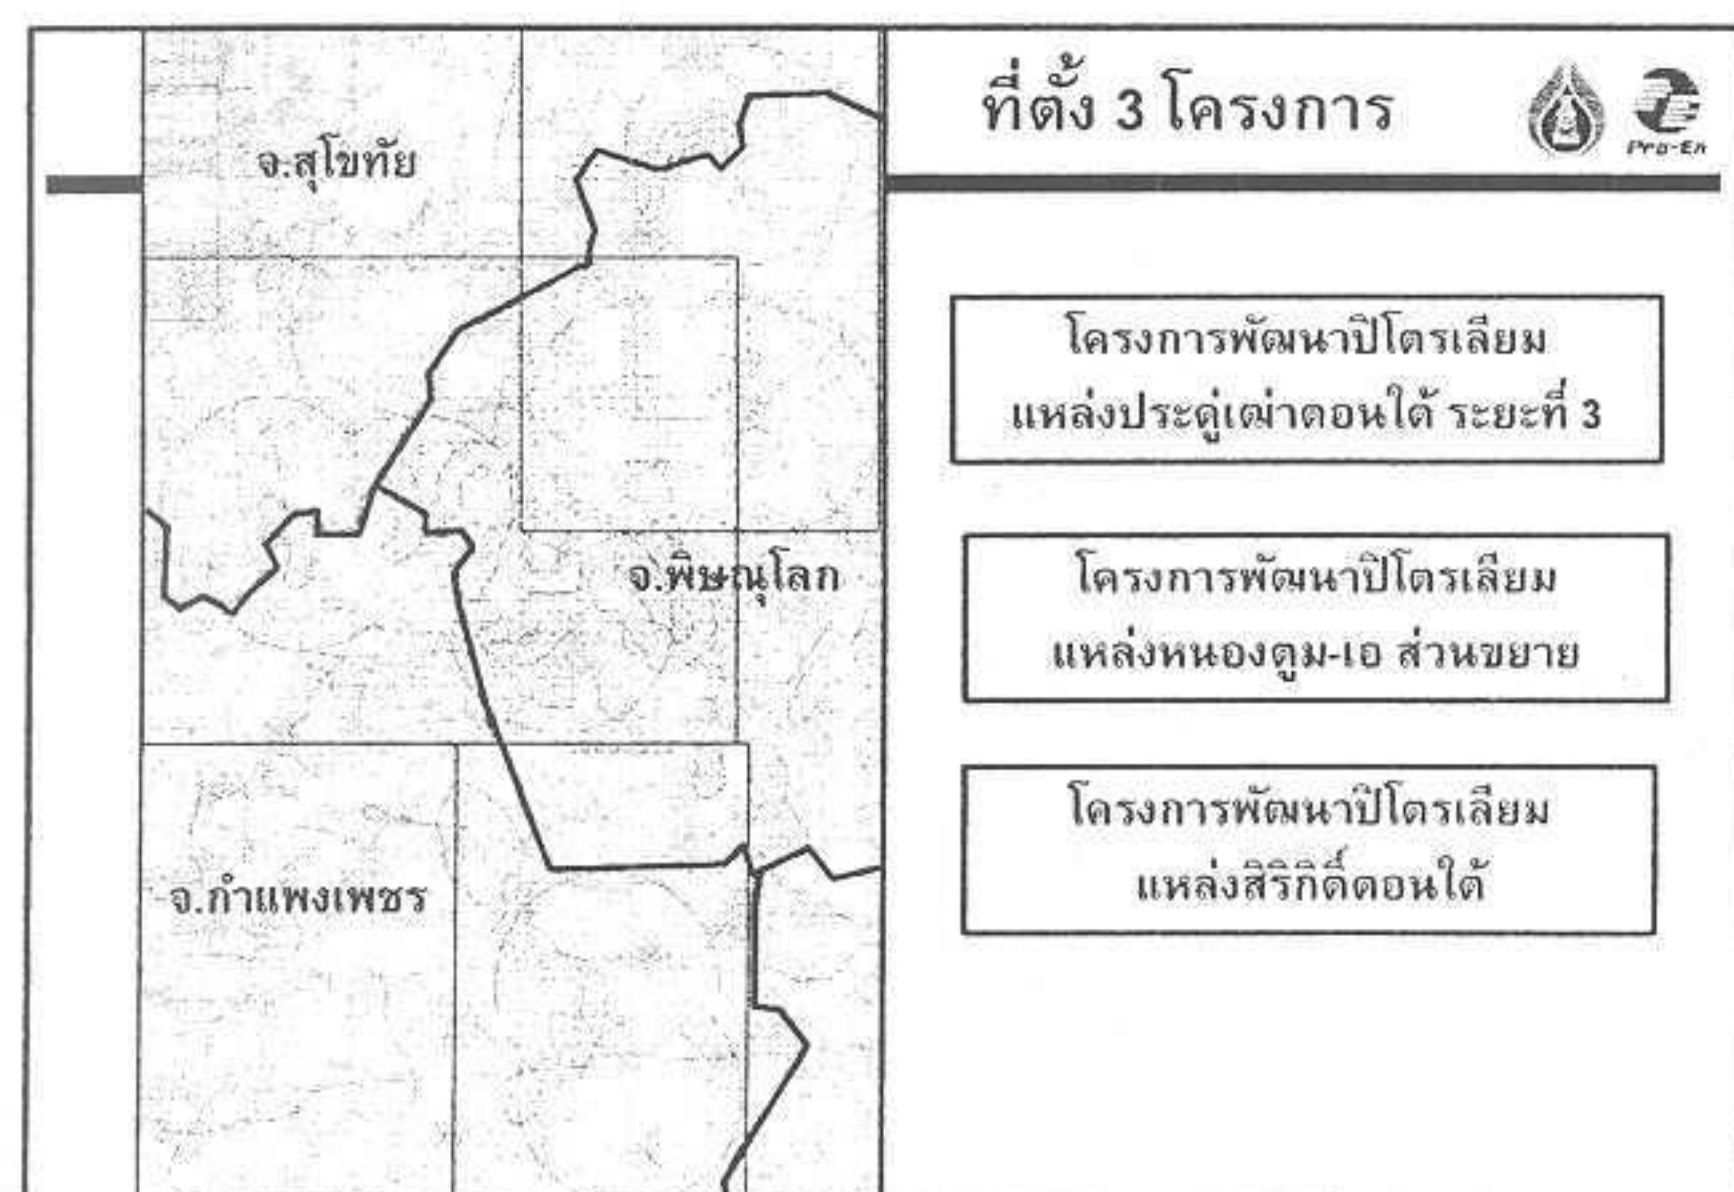 ที่ตั้ง 3 โครงการ
Pro-En
จ.สุโขทัย
จ.พิษณุโลก
จ.กำแพงเพชร
โครงการพัฒนาปิโตรเลียม
แหล่งประดู่เฒ่าตอนใต้ ระยะที่ 3
โครงการพัฒนาปิโตรเลียม
แหล่งหนองตูม-เอ ส่วนขยาย
โครงการพัฒนาปิโตรเลียม
แหล่งสิริกิติ์ตอนใต้